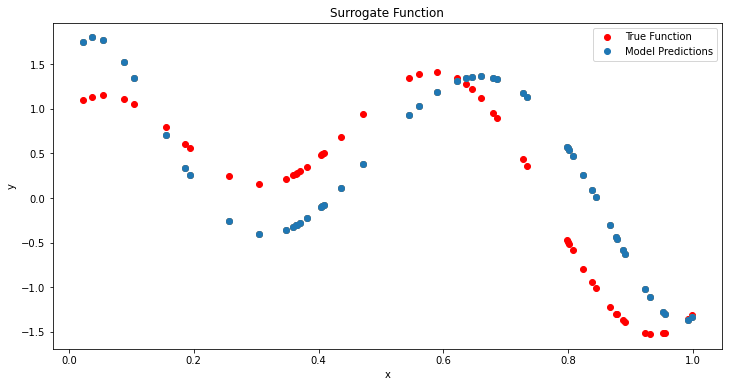 Surrogate Function
True Function
Model Predictions
y
1.5
1.0
0.5
0.0
−0.5
−1.0
−1.5
0.0 0.2 0.4 0.6 0.8 1.0
x